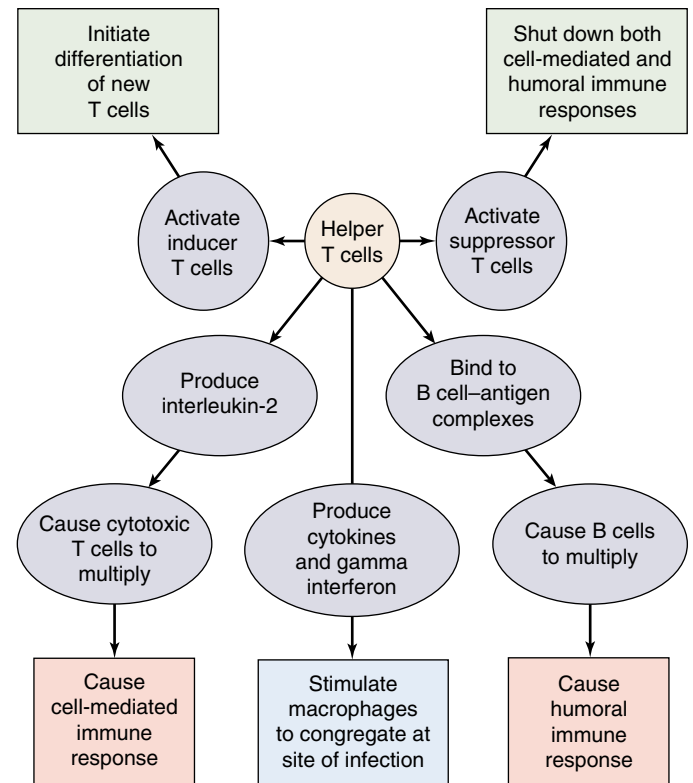 Initiate
differentiation
of new
T cells
Shut down both
cell-mediated and
humoral immune
responses
Activate
inducer
T cells
Helper
T cells
Activate
suppressor
T cells
Produce
interleukin-2
Bind to
B cell–antigen
complexes
Cause cytotoxic
T cells to
multiply
Produce
cytokines
and gamma
interferon
Cause B cells
to multiply
Cause
cell-mediated
immune
response
Stimulate
macrophages
to congregate at
site of infection
Cause
humoral
immune
response